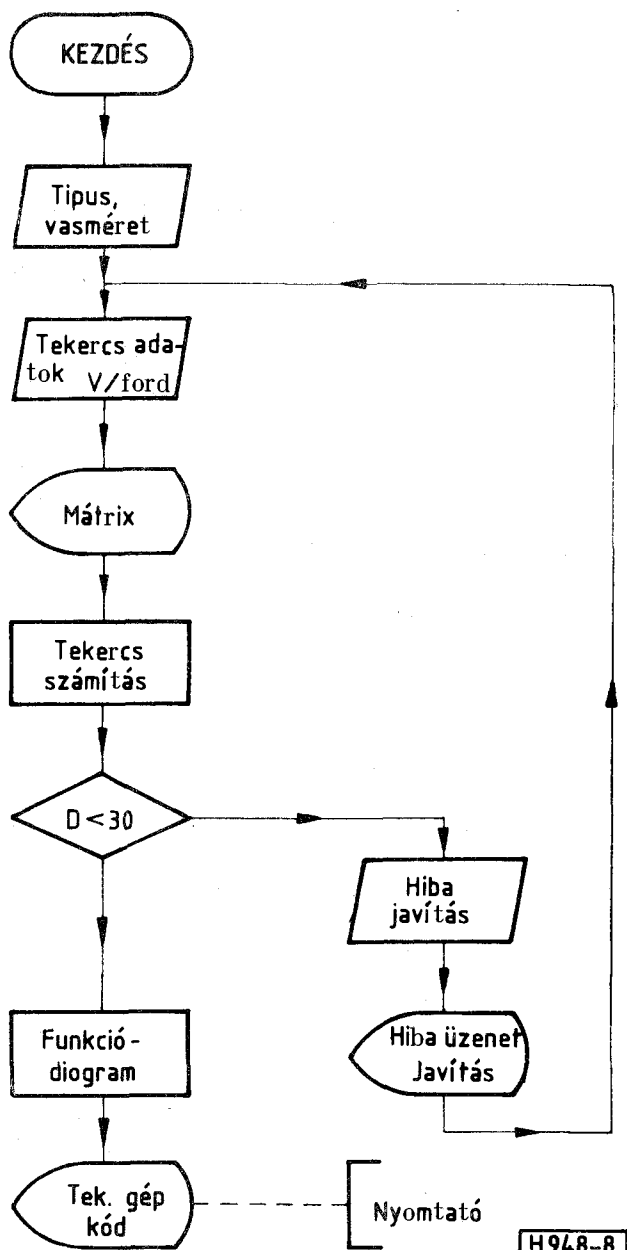 KEZDÉS
Tipus,
vasméret
Tekercs ada-
tok V/ford
Mátrix
Tekercs
számítás
D<30
Hiba
javítás
Funkció-
diogram
Hiba üzenet
Javítás
Tek. gép
kód
Nyomtató
H948-8